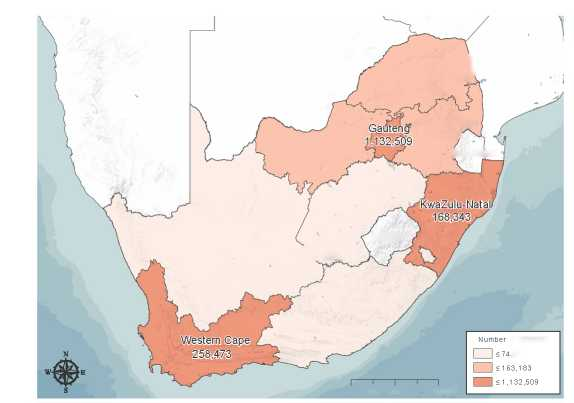 Gauteng
1,132,509
KwaZulu-Natal
168,343
Western Cape
258,473
N
W
E
S
Number
≤74..
≤163,183
≤1,132,509